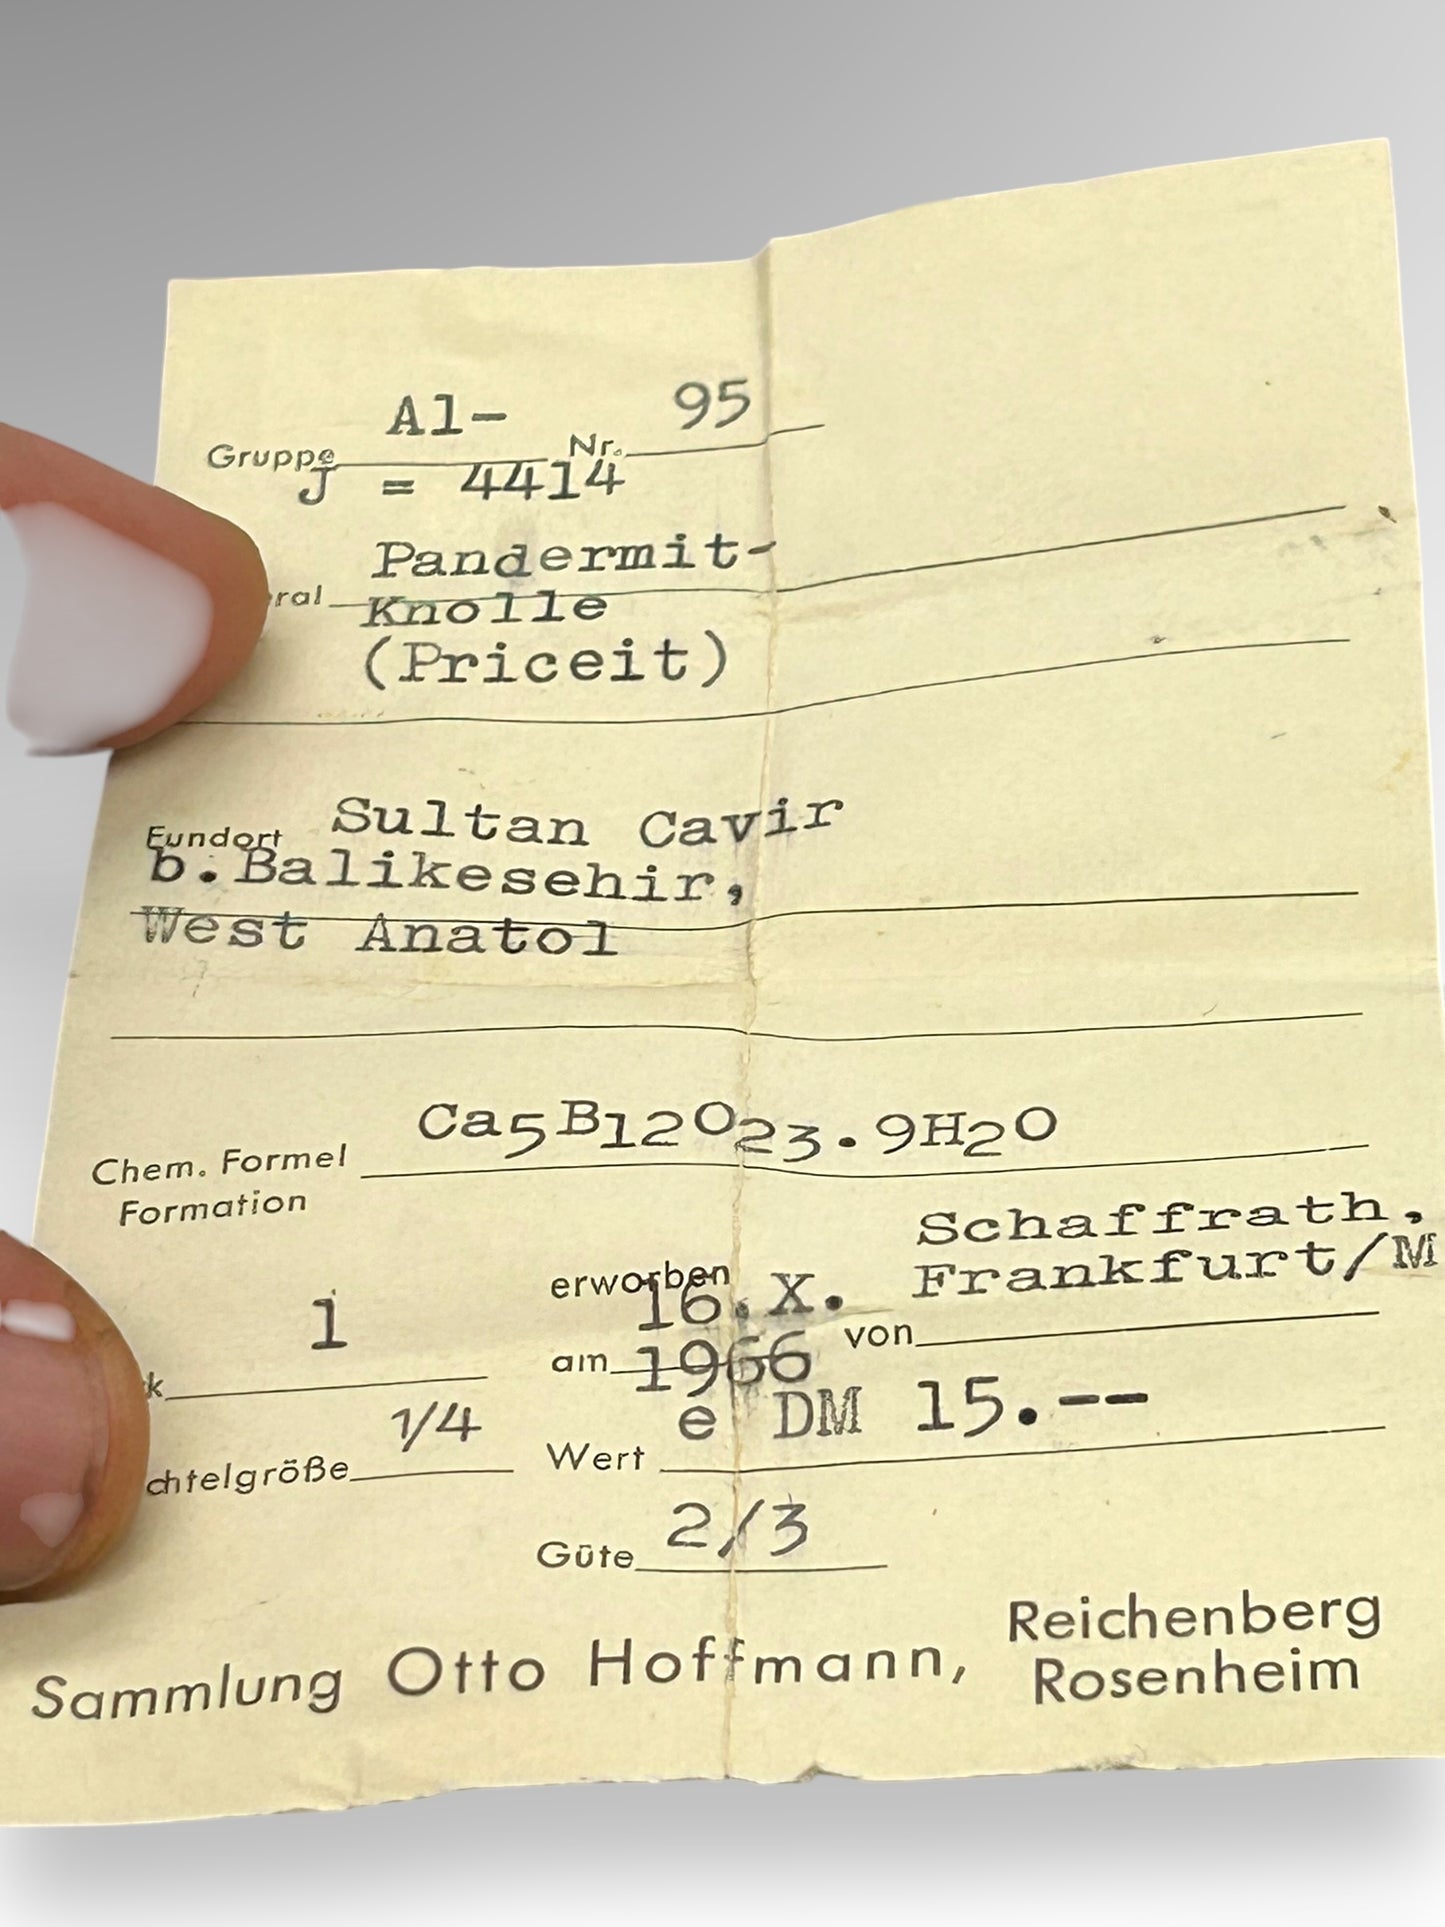 Gruppe Al- Nr. 95
J = 4414
Pandermit-
ral Knolle
(Priceit)
Fundort Sultan Cavir
b.Balikesehir,
West Anatol
Chem. Formel Ca5B12O23.9H2O
Formation
Schaffrath,
erworben Frankfurt/M
1 16.X.
k am 1966 von
1/4 e DM 15.--
chtelgröße Wert
Güte 2/3
Sammlung Otto Hoffmann, Reichenberg
Rosenheim